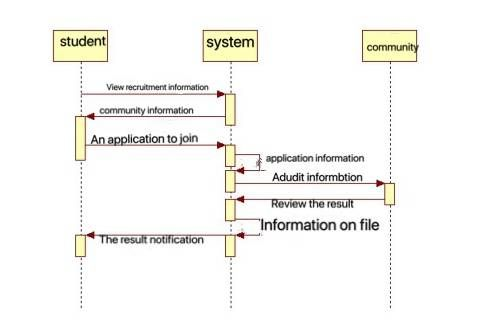 student
system
community
View recruitment information
community information
An application to join
application information
Adudit informbtion
Review the result
Information on file
The result notification